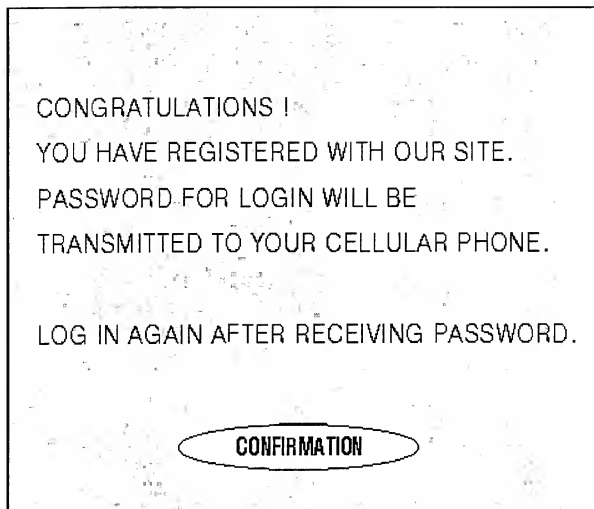 CONGRATULATIONS !
YOU HAVE REGISTERED WITH OUR SITE.
PASSWORD FOR LOGIN WILL BE
TRANSMITTED TO YOUR CELLULAR PHONE.
LOG IN AGAIN AFTER RECEIVING PASSWORD.
CONFIRMATION